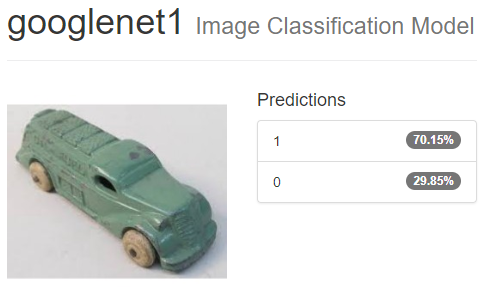 googlenet1 Image Classification Model
Predictions
1 70.15%
0 29.85%